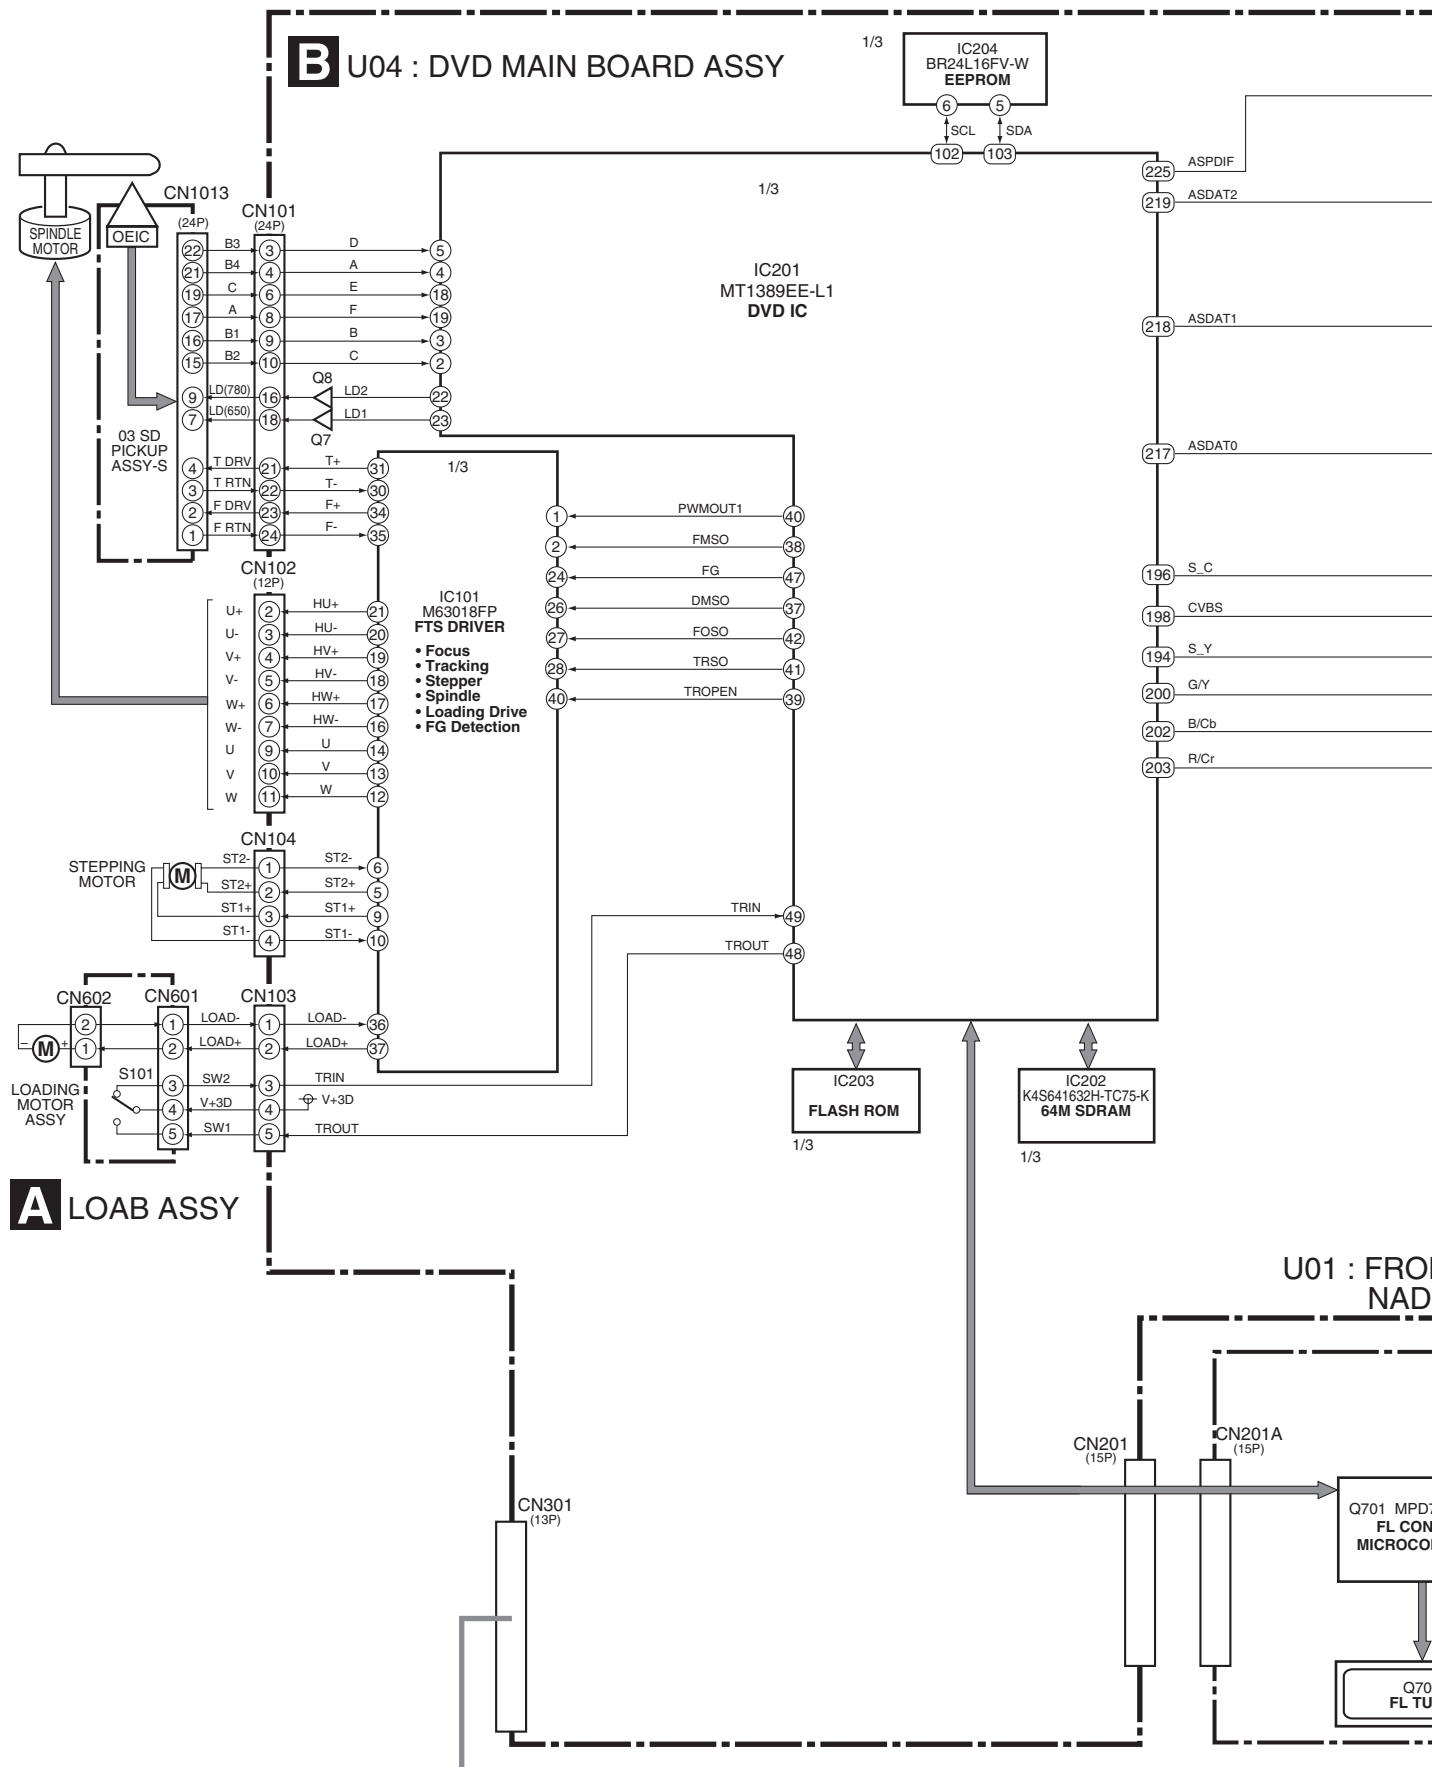 B U04 : DVD MAIN BOARD ASSY
1/3
IC204
BR24L16FV-W
EEPROM
6 5
SCL SDA
102 103
1/3
IC201
MT1389EE-L1
DVD IC
225 ASPDIF
219 ASDAT2
218 ASDAT1
217 ASDAT0
196 S_C
198 CVBS
194 S_Y
200 G/Y
202 B/Cb
203 R/Cr
SPINDLE
MOTOR
OEIC
CN1013
(24P)
CN101
(24P)
22 B3 3 D 5
21 B4 4 A 4
19 C 6 E 18
17 A 8 F 19
16 B1 9 B 3
15 B2 10 C 2
Q8
9 LD(780) 16 LD2 22
7 LD(650) 18 LD1 23
Q7
03 SD
PICKUP
ASSY-S
4 T DRV 21 T+ 31
3 T RTN 22 T- 30
2 F DRV 23 F+ 34
1 F RTN 24 F- 35
1/3
1 PWMOUT1 40
2 FMSO 38
24 FG 47
26 DMSO 37
27 FOSO 42
28 TRSO 41
40 TROPEN 39
CN102
(12P)
U+ 2 HU+ 21
U- 3 HU- 20
V+ 4 HV+ 19
V- 5 HV- 18
W+ 6 HW+ 17
W- 7 HW- 16
U 9 U 14
V 10 V 13
W 11 W 12
IC101
M63018FP
FTS DRIVER
• Focus
• Tracking
• Stepper
• Spindle
• Loading Drive
• FG Detection
CN104
STEPPING
MOTOR
M
ST2- 1 ST2- 6
ST2+ 2 ST2+ 5
ST1+ 3 ST1+ 9
ST1- 4 ST1- 10
TRIN 49
TROUT 48
CN602 CN601 CN103
2 1 LOAD- 1 LOAD- 36
– M + 1 2 LOAD+ 2 LOAD+ 37
LOADING
MOTOR
ASSY
S101
3 SW2 3 TRIN
4 V+3D 4 V+3D
5 SW1 5 TROUT
A LOAB ASSY
IC203
FLASH ROM
1/3
IC202
K4S641632H-TC75-K
64M SDRAM
1/3
U01 : FRO
NAD
CN201
(15P)
CN201A
(15P)
CN301
(13P)
Q701 MPD7
FL CON
MICROCO
Q70
FL TU